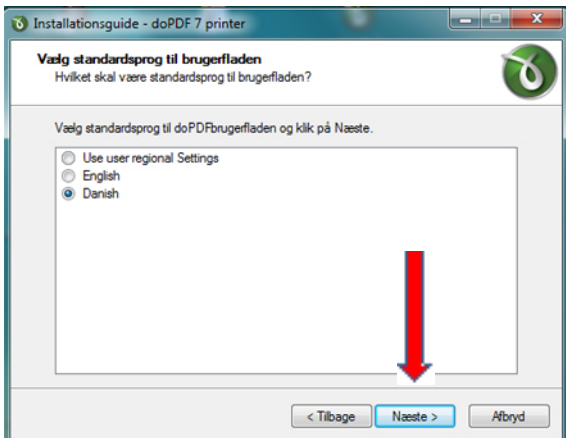 Installationsguide - doPDF 7 printer
Vælg standardsprog til brugerfladen
Hvilket skal være standardsprog til brugerfladen?
Vælg standardsprog til doPDFbrugerfladen og klik på Næste.
Use user regional Settings
English
Danish
< Tilbage
Næste >
Afbryd